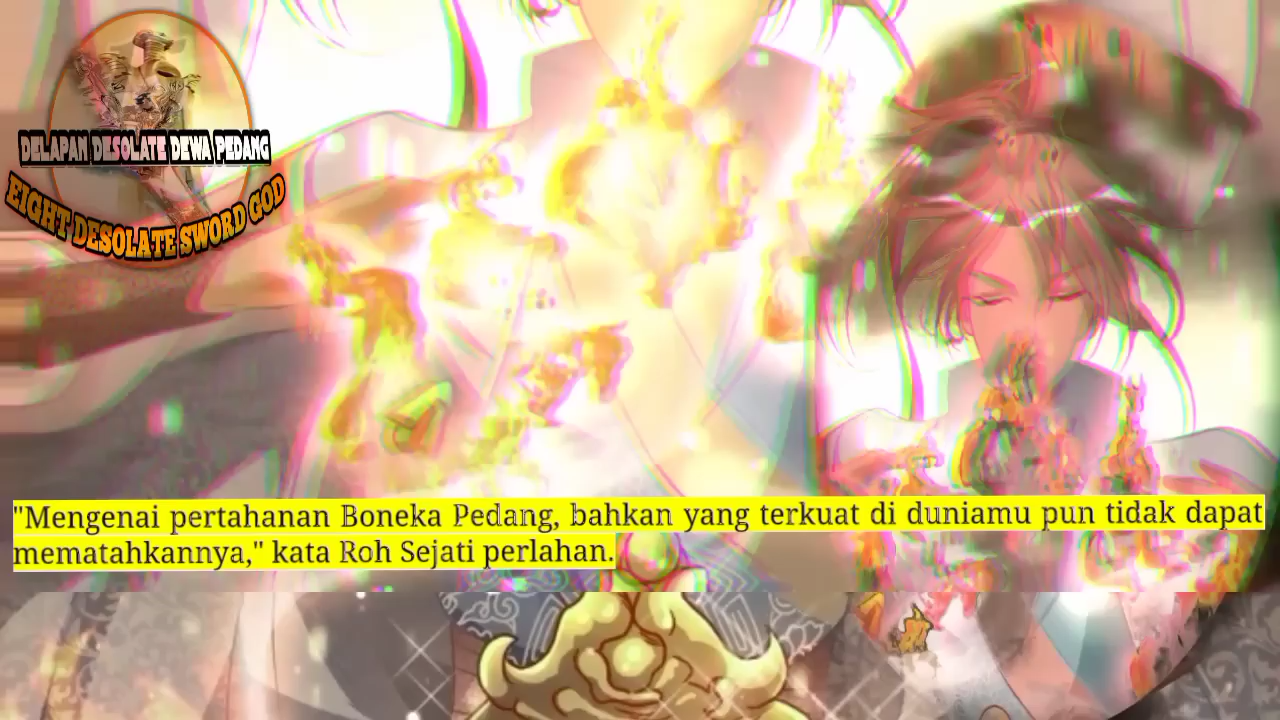 DELAPAN DESOLATE DEWA PEDANG
EIGHT DESOLATE SWORD GOD
"Mengenai pertahanan Boneka Pedang, bahkan yang terkuat di duniamu pun tidak dapat
mematahkannya," kata Roh Sejati perlahan.